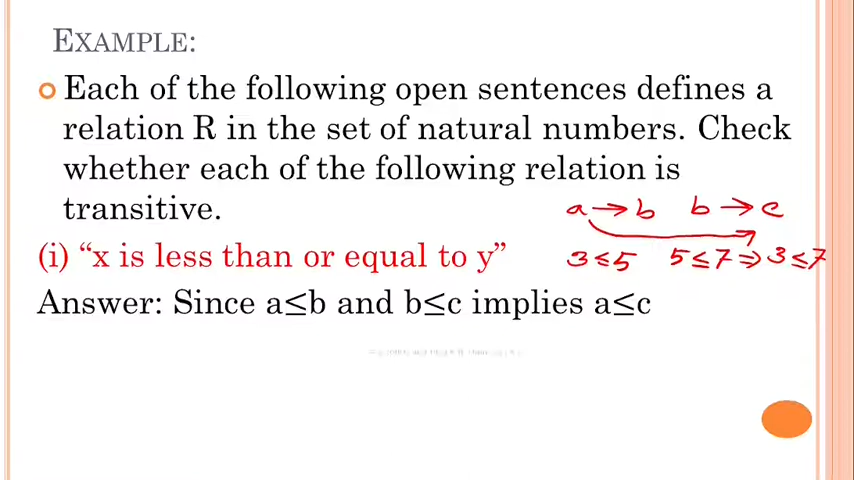 EXAMPLE:
Each of the following open sentences defines a
relation R in the set of natural numbers. Check
whether each of the following relation is
transitive.
a → b b → c
(i) “x is less than or equal to y”
3 ≤ 5 5 ≤ 7 ⇒ 3 ≤ 7
Answer: Since a≤b and b≤c implies a≤c